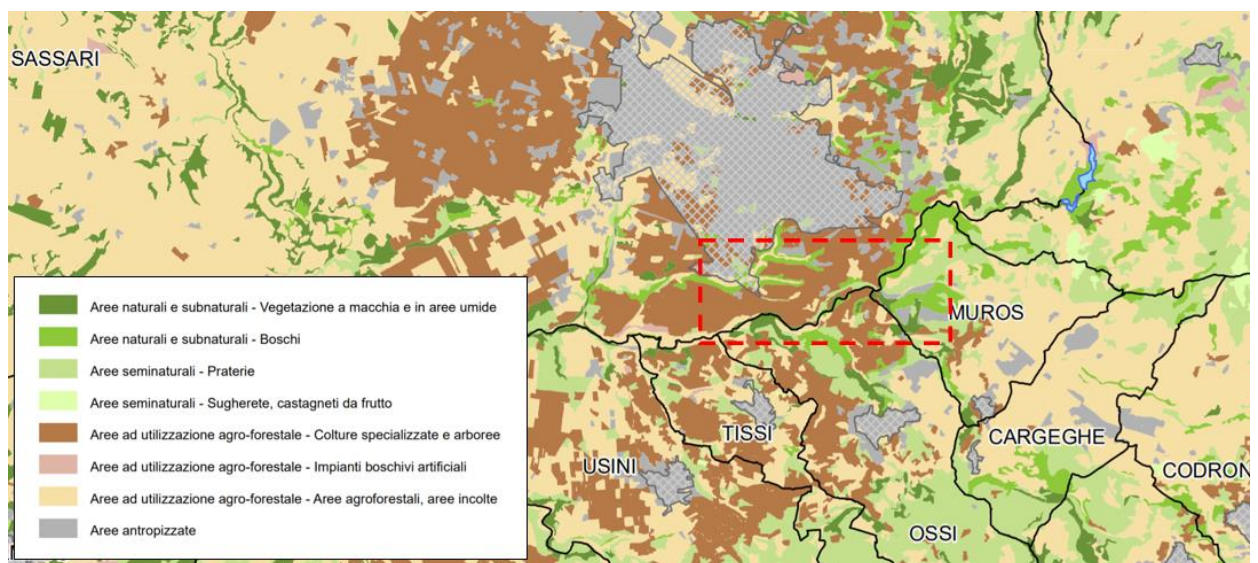 SASSARI
Aree naturali e subnaturali - Vegetazione a macchia e in aree umide
Aree naturali e subnaturali - Boschi
Aree seminaturali - Praterie
Aree seminaturali - Sugherete, castagneti da frutto
Aree ad utilizzazione agro-forestale - Colture specializzate e arboree
Aree ad utilizzazione agro-forestale - Impianti boschivi artificiali
Aree ad utilizzazione agro-forestale - Aree agroforestali, aree incolte
Aree antropizzate
MUROS
TISSI
CARGEGHE
USINI
CODRON
OSSI